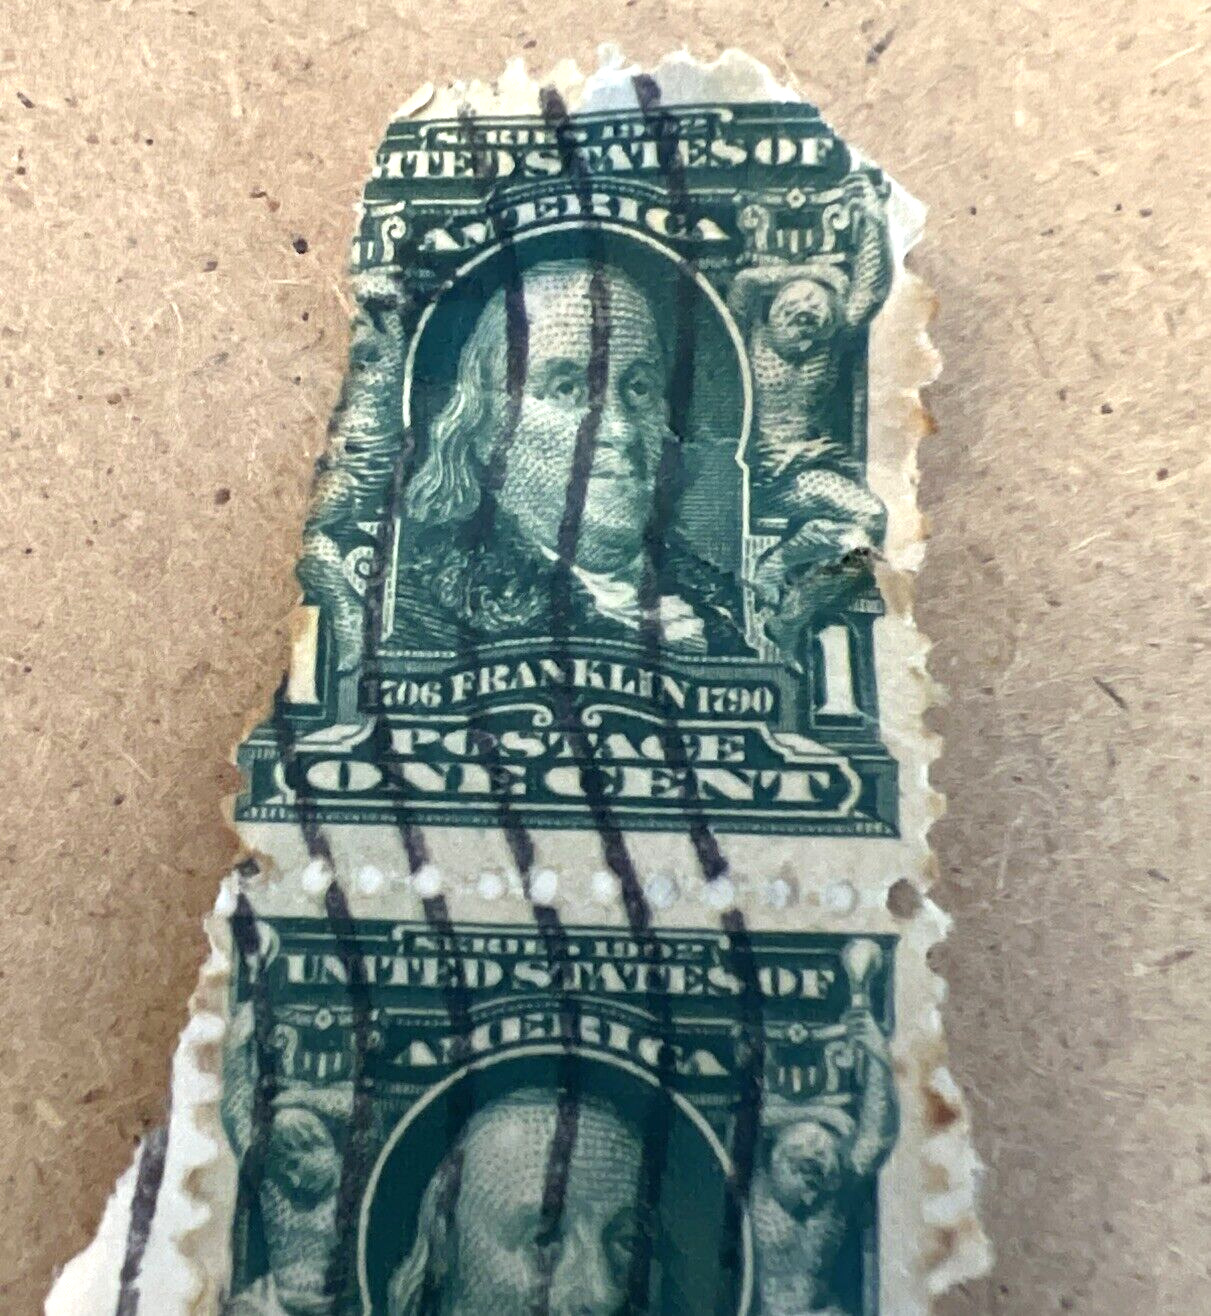 SERIES 1902
UNITED STATES OF
AMERICA
1 1
1706 FRANKLIN 1790
POSTAGE
ONE CENT
SERIES 1902
UNITED STATES OF
AMERICA